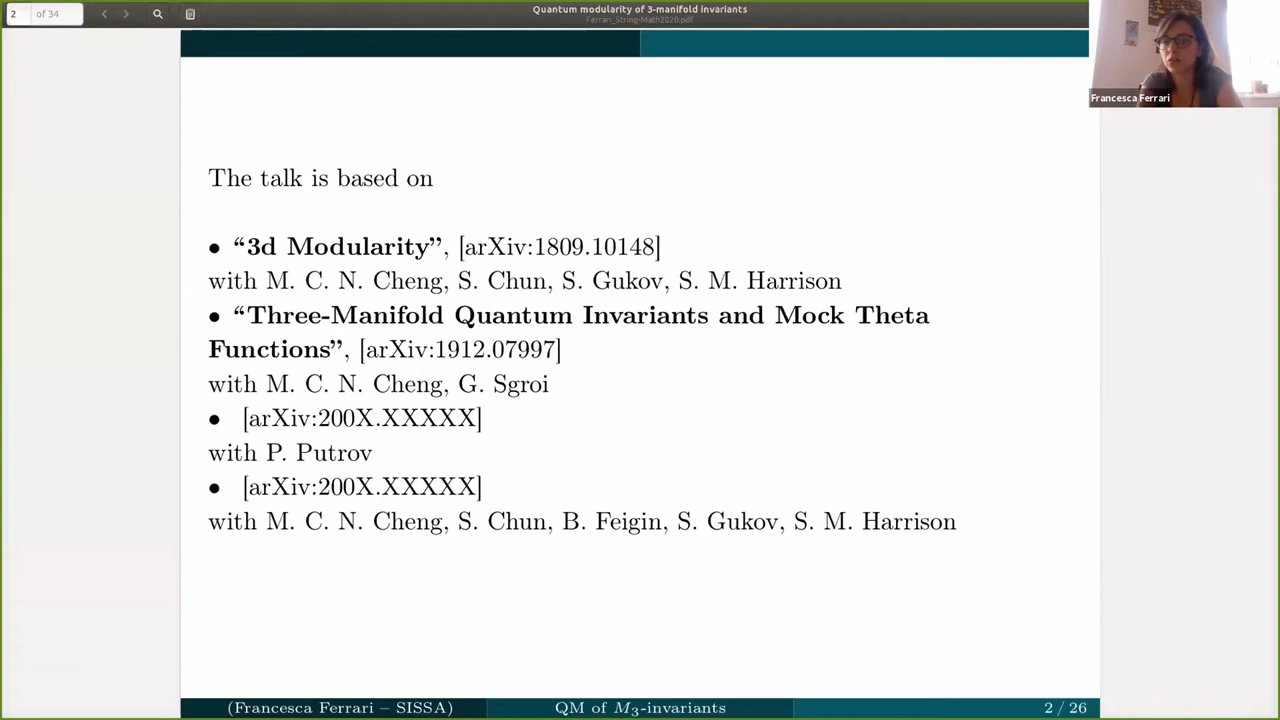 2 of 34
Quantum modularity of 3-manifold invariants
Ferrari_String-Math2020.pdf
Francesca Ferrari
The talk is based on
• “3d Modularity”, [arXiv:1809.10148]
with M. C. N. Cheng, S. Chun, S. Gukov, S. M. Harrison
• “Three-Manifold Quantum Invariants and Mock Theta
Functions”, [arXiv:1912.07997]
with M. C. N. Cheng, G. Sgroi
• [arXiv:200X.XXXXX]
with P. Putrov
• [arXiv:200X.XXXXX]
with M. C. N. Cheng, S. Chun, B. Feigin, S. Gukov, S. M. Harrison
(Francesca Ferrari – SISSA) QM of M₃-invariants 2 / 26